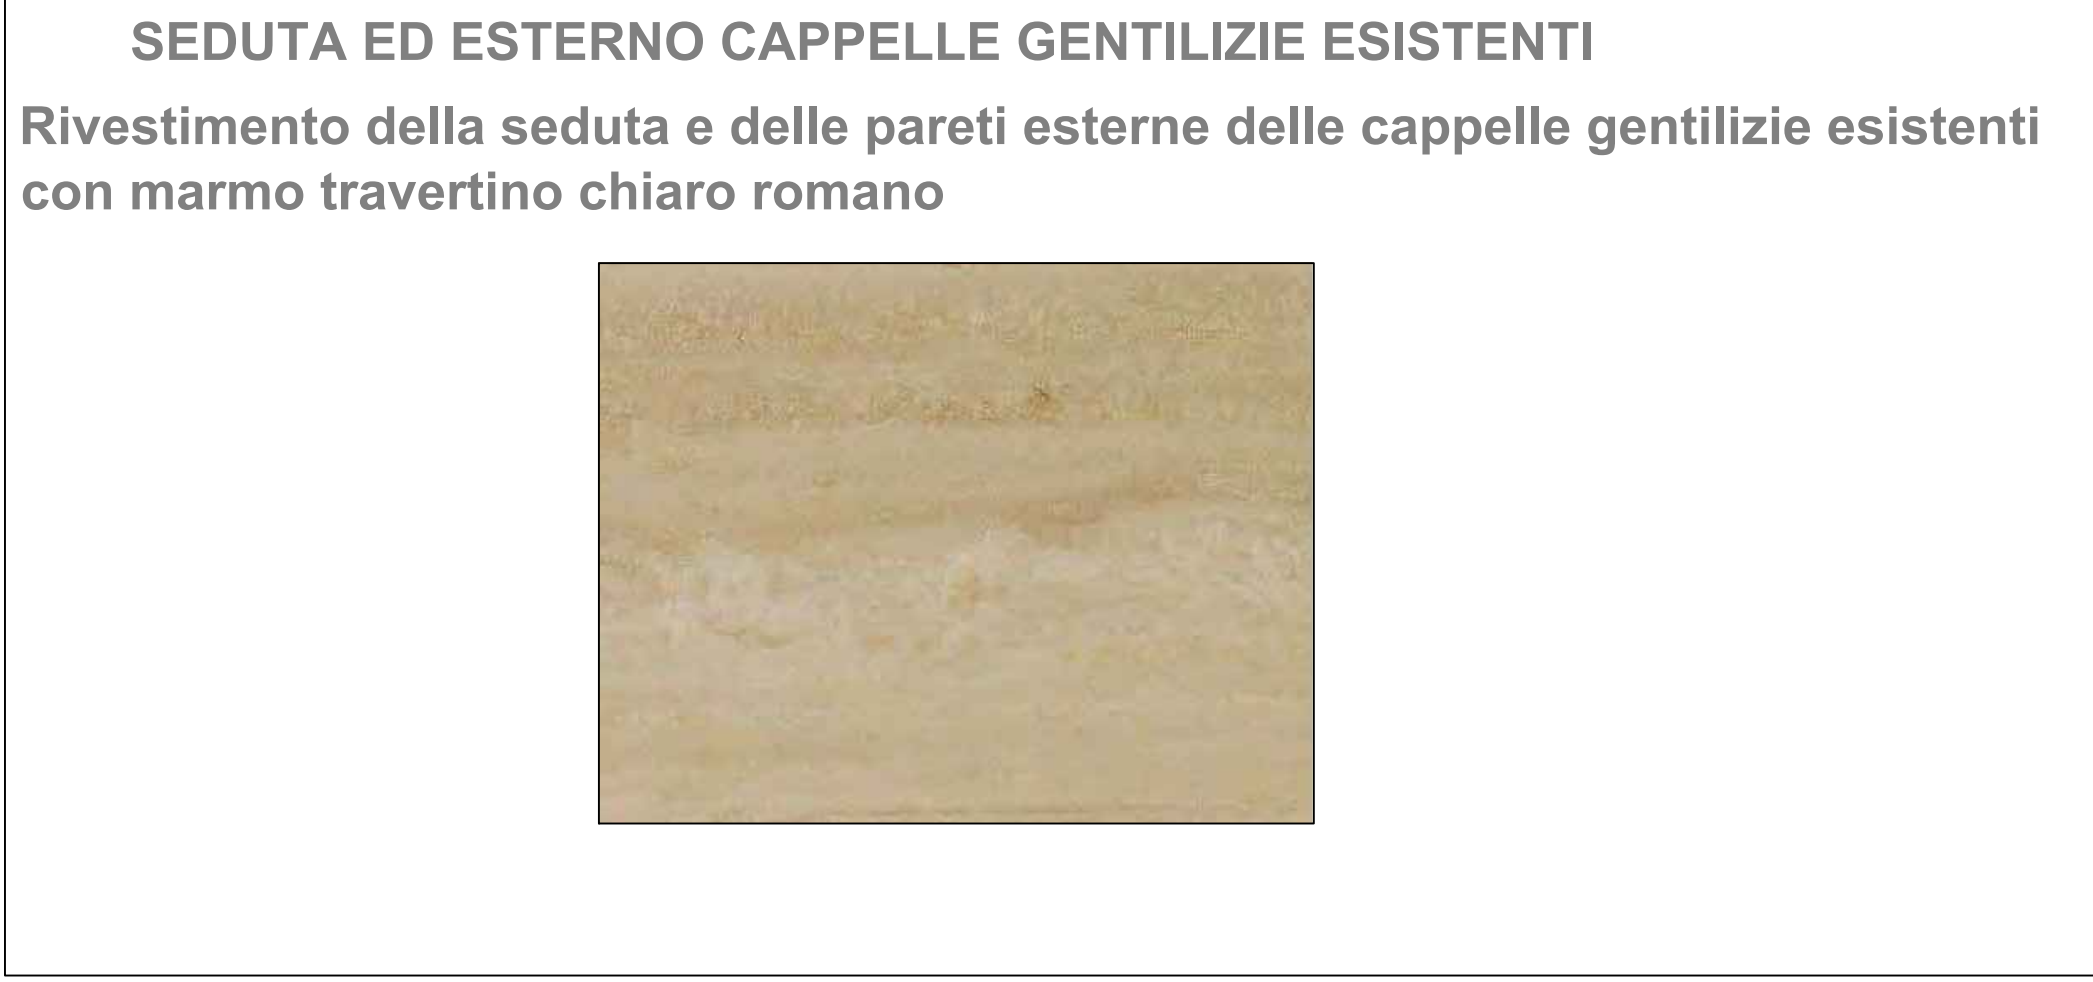 SEDUTA ED ESTERNO CAPPELLE GENTILIZIE ESISTENTI
Rivestimento della seduta e delle pareti esterne delle cappelle gentilizie esistenti
con marmo travertino chiaro romano